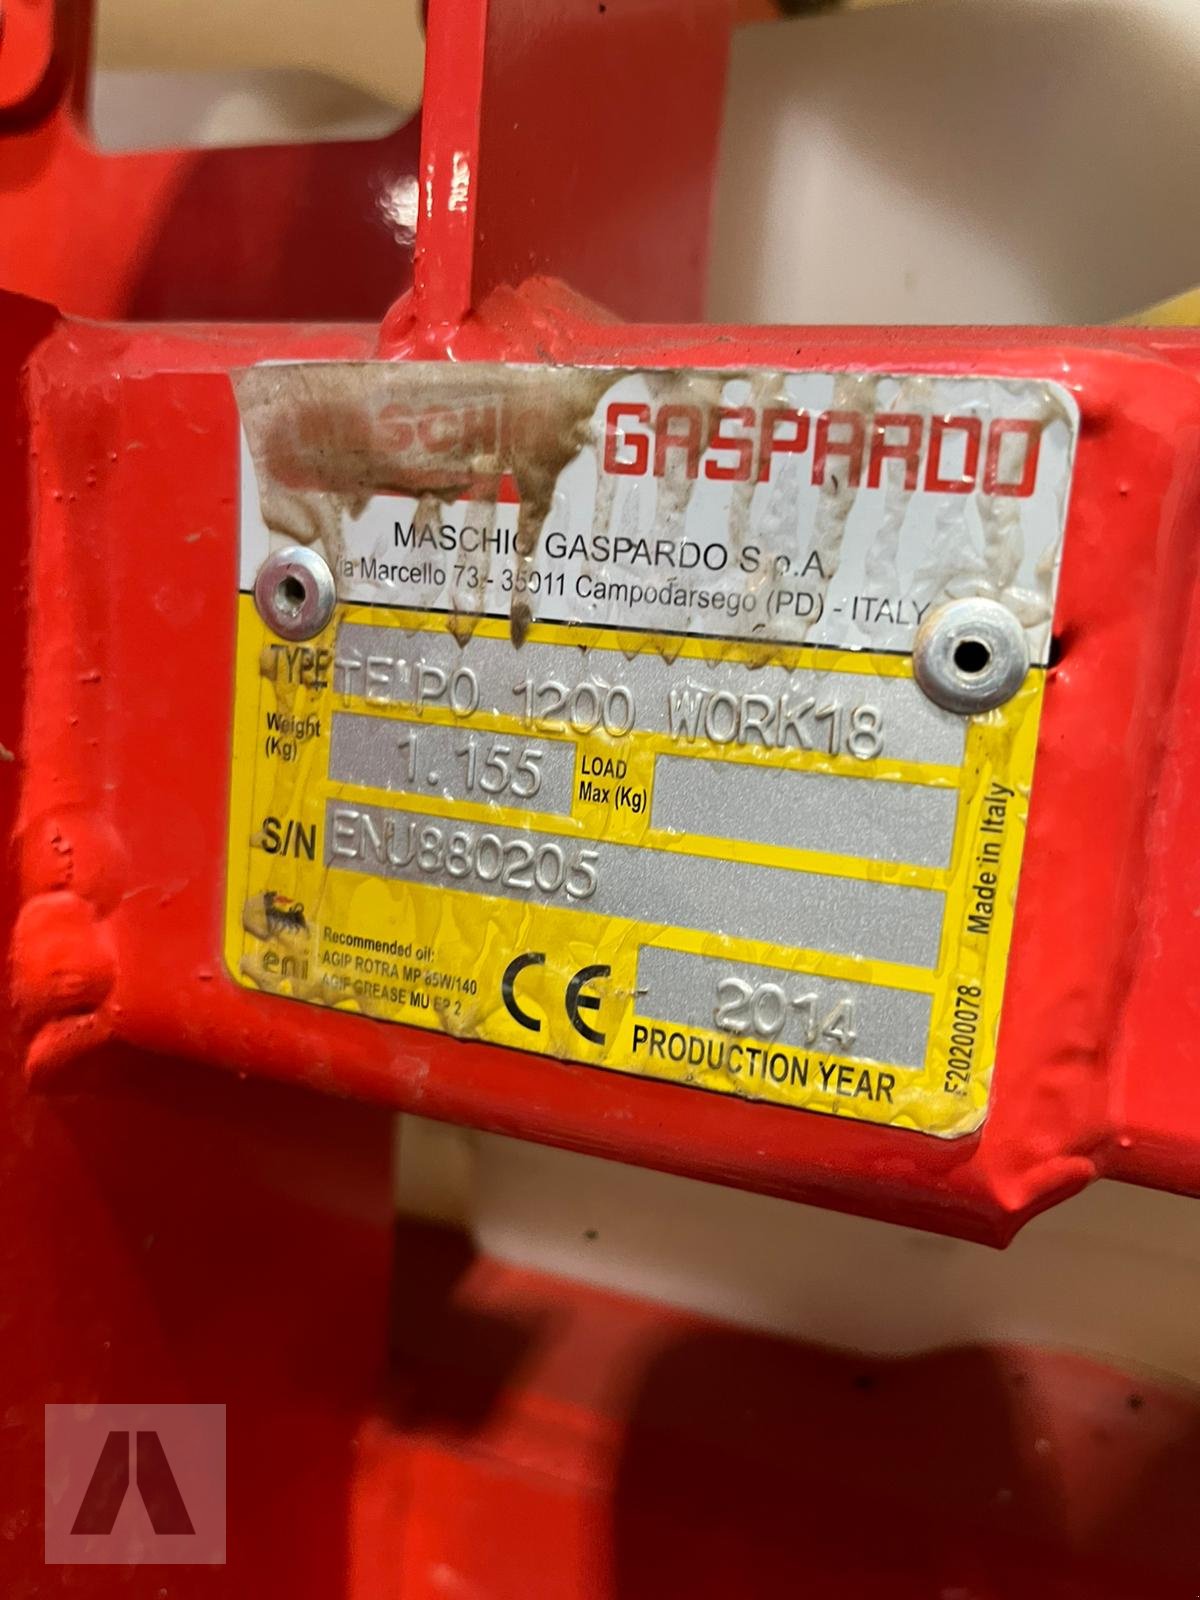 MASCHIO GASPARDO
MASCHIO GASPARDO S.p.A.
Via Marcello 73 - 35011 Campodarsego (PD) - ITALY
TYPE TEMPO 1200 WORK18
Weight (Kg) 1.155 LOAD Max (Kg)
S/N ENU880205
eni
Recommended oil:
AGIP ROTRA MP 85W/140
AGIP GREASE MU EP 2
CE 2014
PRODUCTION YEAR
Made in Italy
F20200078